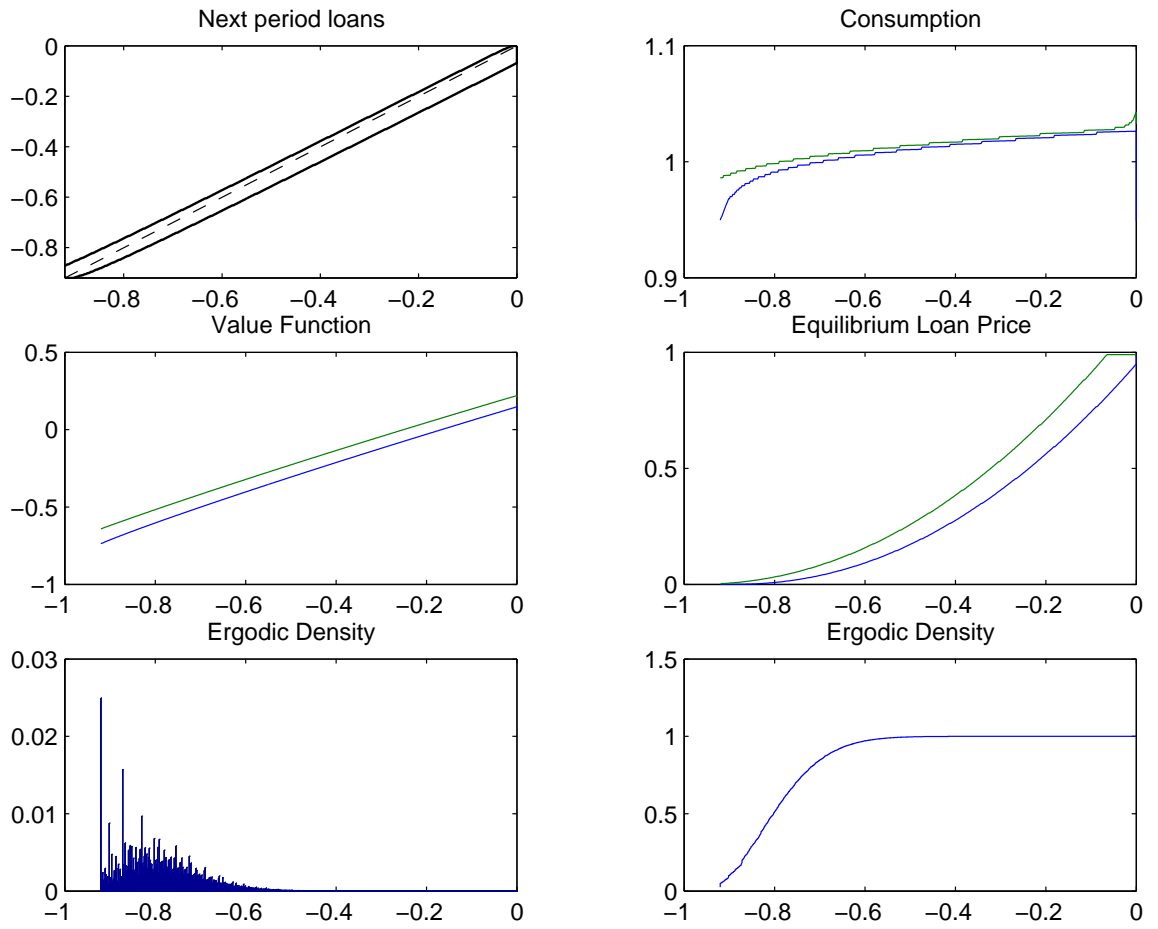 Next period loans
0
−0.2
−0.4
−0.6
−0.8
−0.8 −0.6 −0.4 −0.2 0
Consumption
1.1
1
0.9
−1 −0.8 −0.6 −0.4 −0.2 0
Value Function
0.5
0
−0.5
−1
−1 −0.8 −0.6 −0.4 −0.2 0
Equilibrium Loan Price
1
0.5
0
−1 −0.8 −0.6 −0.4 −0.2 0
Ergodic Density
0.03
0.02
0.01
0
−1 −0.8 −0.6 −0.4 −0.2 0
Ergodic Density
1.5
1
0.5
0
−1 −0.8 −0.6 −0.4 −0.2 0